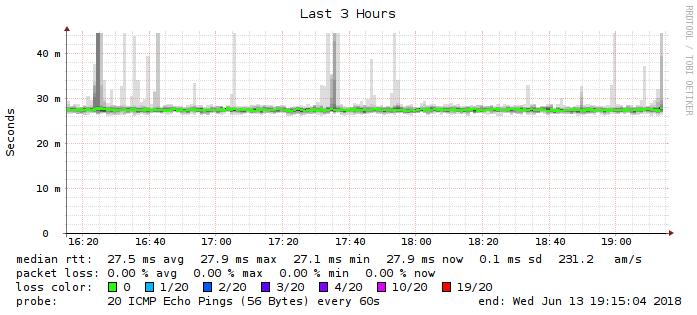 Last 3 Hours
RRDTOOL / TOBI OETIKER
Seconds
40 m
30 m
20 m
10 m
0
16:20 16:40 17:00 17:20 17:40 18:00 18:20 18:40 19:00
median rtt: 27.5 ms avg 27.9 ms max 27.1 ms min 27.9 ms now 0.1 ms sd 231.2 am/s
packet loss: 0.00 % avg 0.00 % max 0.00 % min 0.00 % now
loss color: 0 1/20 2/20 3/20 4/20 10/20 19/20
probe: 20 ICMP Echo Pings (56 Bytes) every 60s end: Wed Jun 13 19:15:04 2018